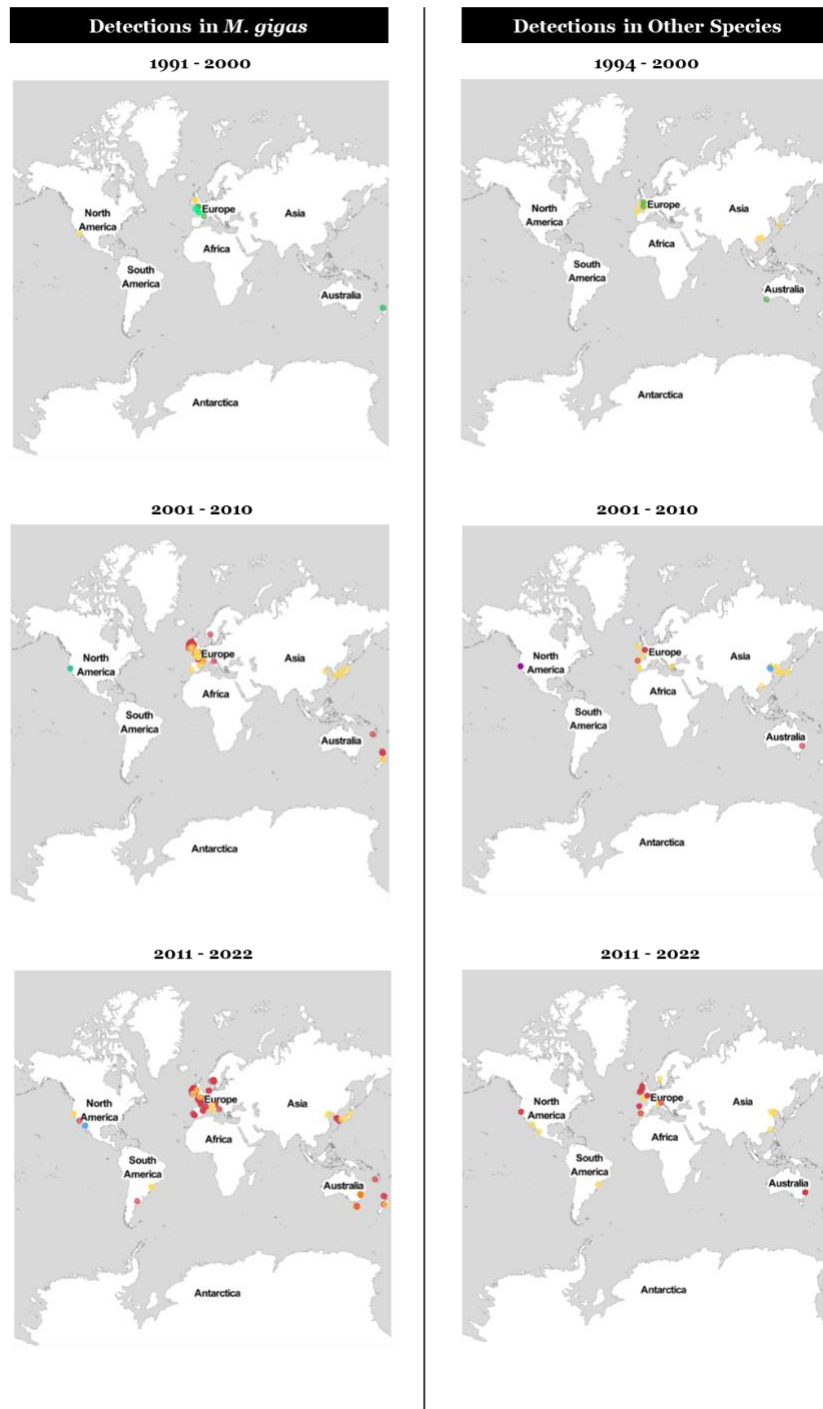 Detections in M. gigas
1991 - 2000
North
America
Europe
Asia
Africa
South
America
Australia
Antarctica
2001 - 2010
North
America
Europe
Asia
Africa
South
America
Australia
Antarctica
2011 - 2022
North
America
Europe
Asia
Africa
South
America
Australia
Antarctica
Detections in Other Species
1994 - 2000
North
America
Europe
Asia
Africa
South
America
Australia
Antarctica
2001 - 2010
North
America
Europe
Asia
Africa
South
America
Australia
Antarctica
2011 - 2022
North
America
Europe
Asia
Africa
South
America
Australia
Antarctica